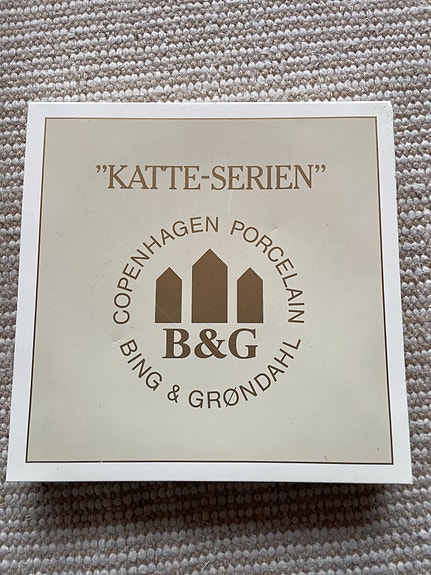 ”KATTE-SERIEN”
COPENHAGEN PORCELAIN
B&G
BING & GRØNDAHL